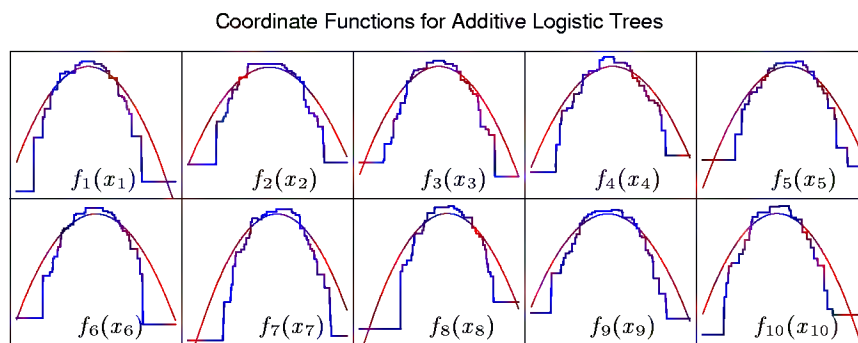 Coordinate Functions for Additive Logistic Trees
f₁(x₁) f₂(x₂) f₃(x₃) f₄(x₄) f₅(x₅)
f₆(x₆) f₇(x₇) f₈(x₈) f₉(x₉) f₁₀(x₁₀)